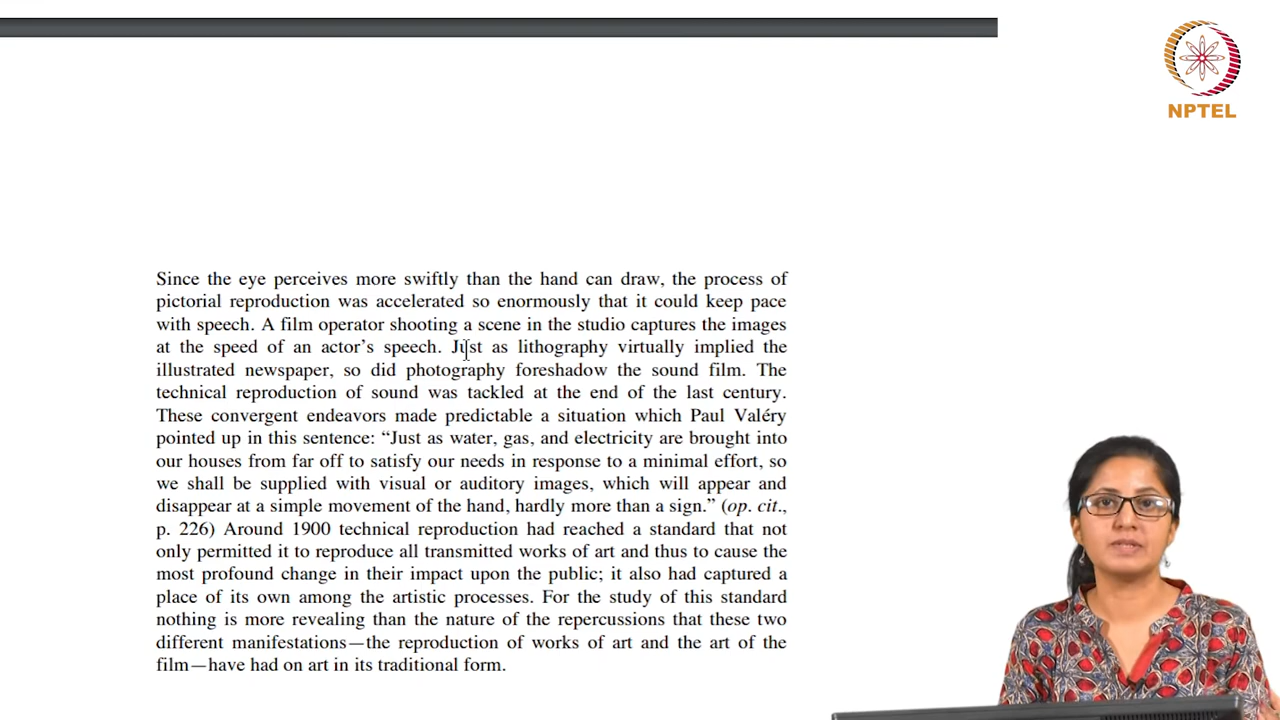 NPTEL
Since the eye perceives more swiftly than the hand can draw, the process of
pictorial reproduction was accelerated so enormously that it could keep pace
with speech. A film operator shooting a scene in the studio captures the images
at the speed of an actor’s speech. Just as lithography virtually implied the
illustrated newspaper, so did photography foreshadow the sound film. The
technical reproduction of sound was tackled at the end of the last century.
These convergent endeavors made predictable a situation which Paul Valéry
pointed up in this sentence: “Just as water, gas, and electricity are brought into
our houses from far off to satisfy our needs in response to a minimal effort, so
we shall be supplied with visual or auditory images, which will appear and
disappear at a simple movement of the hand, hardly more than a sign.” (op. cit.,
p. 226) Around 1900 technical reproduction had reached a standard that not
only permitted it to reproduce all transmitted works of art and thus to cause the
most profound change in their impact upon the public; it also had captured a
place of its own among the artistic processes. For the study of this standard
nothing is more revealing than the nature of the repercussions that these two
different manifestations—the reproduction of works of art and the art of the
film—have had on art in its traditional form.